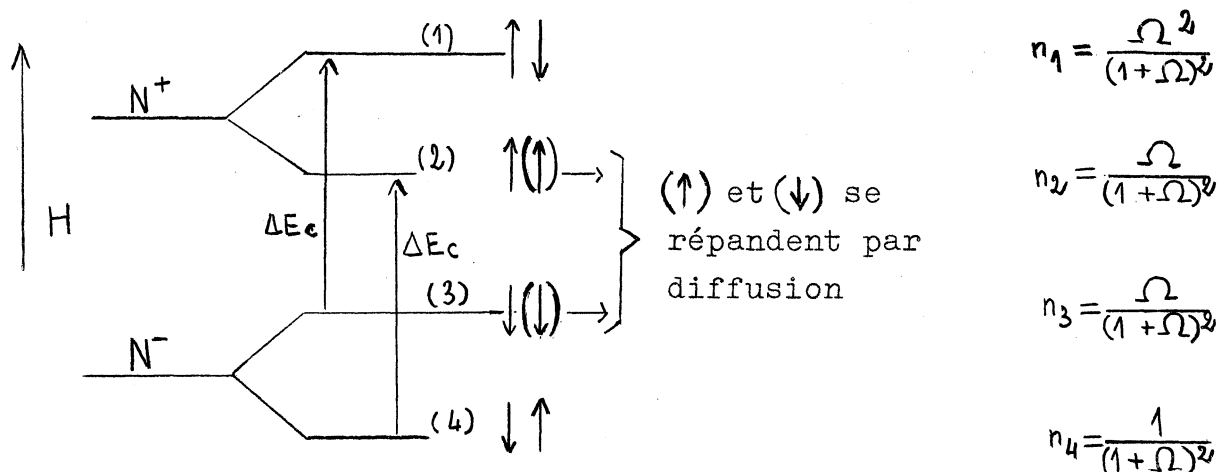 (1) ↑↓
n₁ = Ω² / (1+Ω)²
N⁺
(2) ↑(↑) →
n₂ = Ω / (1+Ω)²
H
ΔEc
ΔEc
(↑) et (↓) se
répandent par
diffusion
(3) ↓(↓) →
n₃ = Ω / (1+Ω)²
N⁻
(4) ↓↑
n₄ = 1 / (1+Ω)²